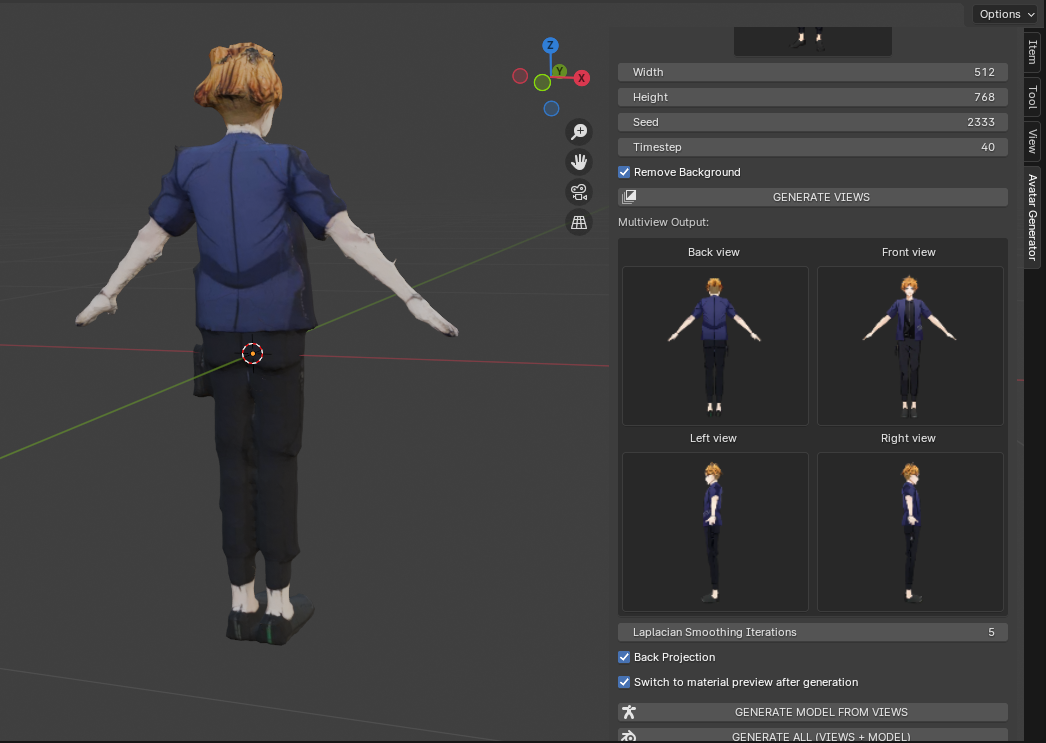 Options
Z
Y
X
Item
Tool
View
Avatar Generator
Width 512
Height 768
Seed 2333
Timestep 40
Remove Background
GENERATE VIEWS
Multiview Output:
Back view Front view
Left view Right view
Laplacian Smoothing Iterations 5
Back Projection
Switch to material preview after generation
GENERATE MODEL FROM VIEWS
GENERATE ALL (VIEWS + MODEL)